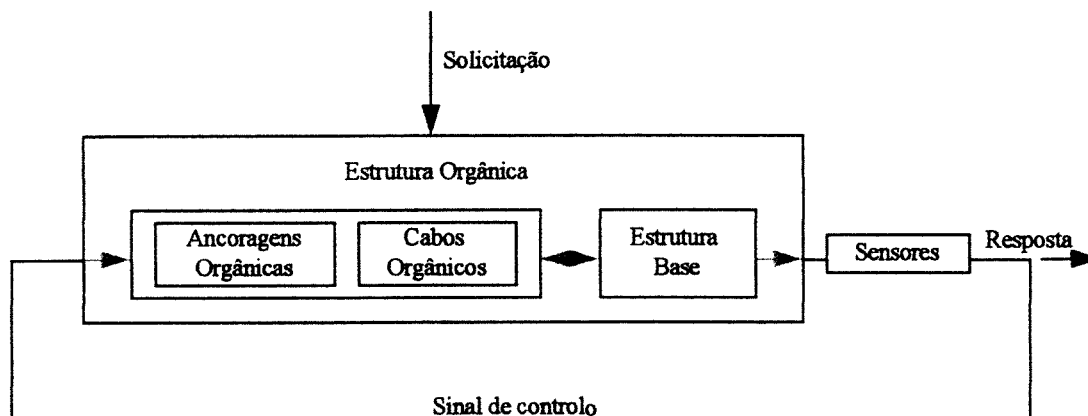 Solicitação
Estrutura Orgânica
Ancoragens
Orgânicas
Cabos
Orgânicos
Estrutura
Base
Sensores
Resposta
Sinal de controlo